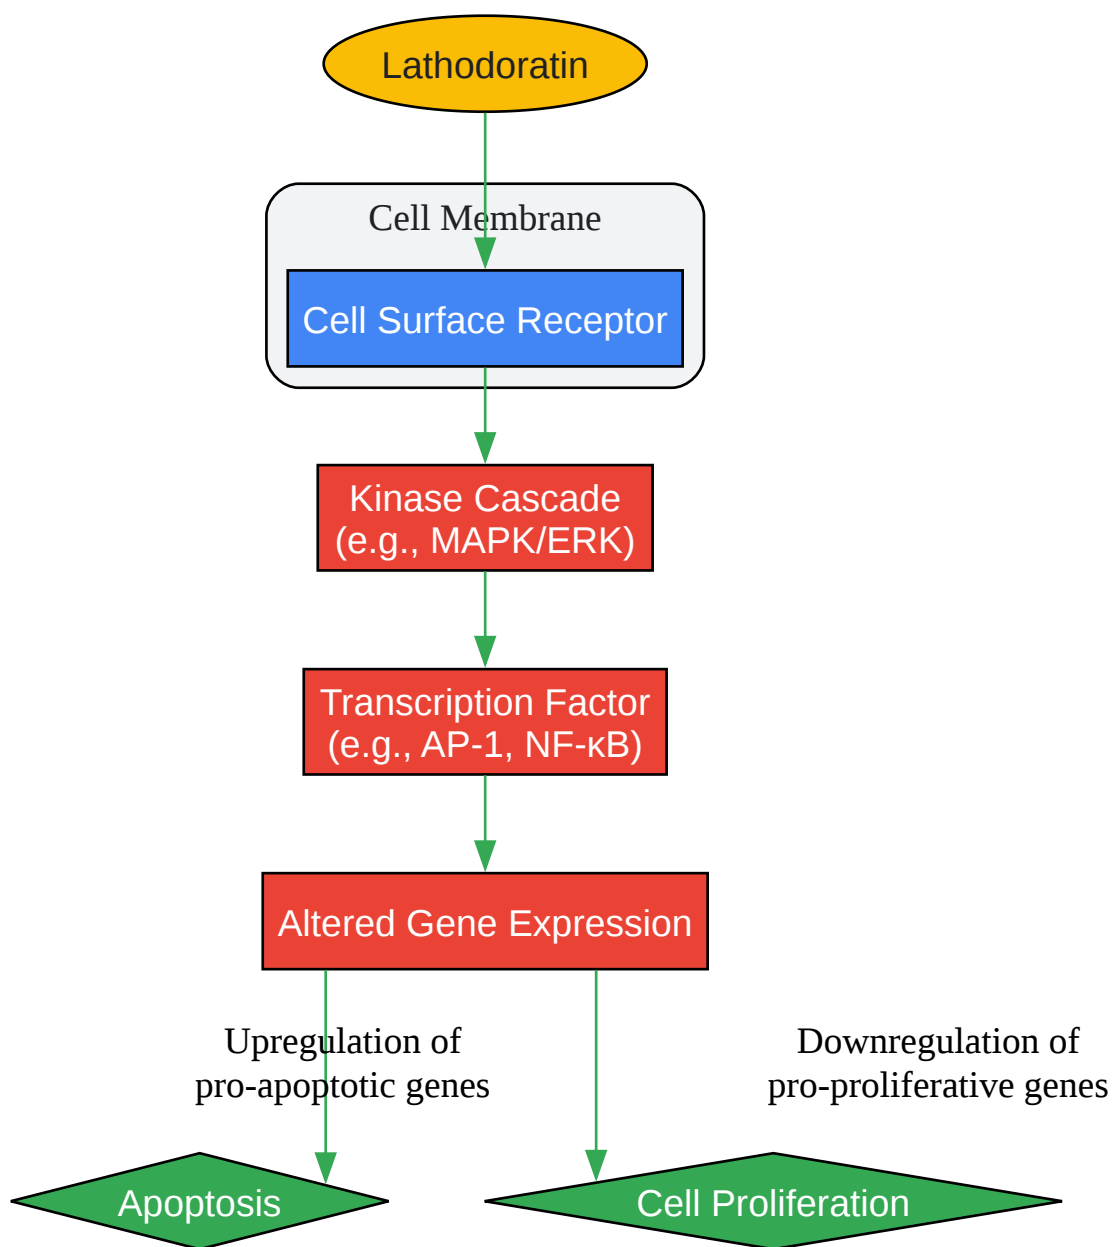 Lathodoratin
Cell Membrane
Cell Surface Receptor
Kinase Cascade
(e.g., MAPK/ERK)
Transcription Factor
(e.g., AP-1, NF-κB)
Altered Gene Expression
Upregulation of
pro-apoptotic genes
Downregulation of
pro-proliferative genes
Apoptosis
Cell Proliferation